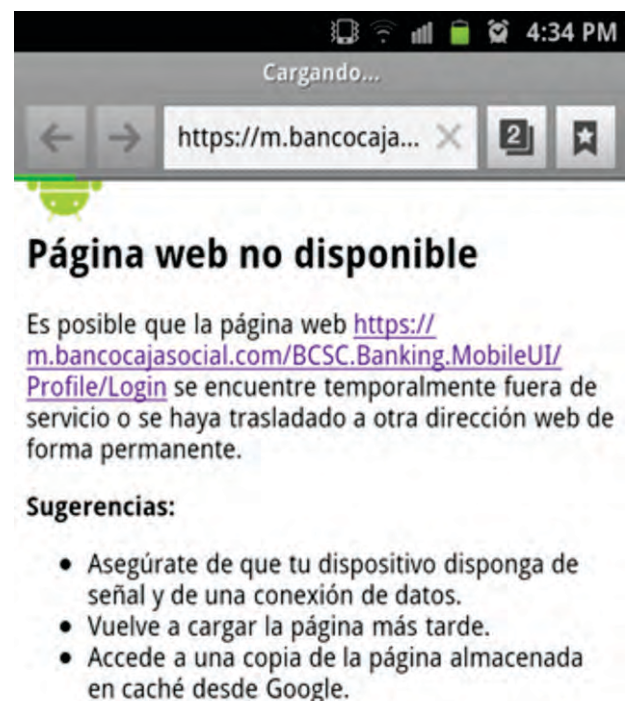 4:34 PM
Cargando...
https://m.bancocaja...
2
Página web no disponible
Es posible que la página web https://
m.bancocajasocial.com/BCSC.Banking.MobileUI/
Profile/Login se encuentre temporalmente fuera de
servicio o se haya trasladado a otra dirección web de
forma permanente.
Sugerencias:
• Asegúrate de que tu dispositivo disponga de
señal y de una conexión de datos.
• Vuelve a cargar la página más tarde.
• Accede a una copia de la página almacenada
en caché desde Google.